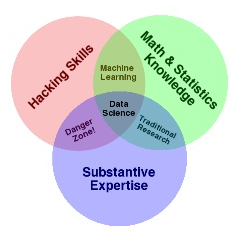 Hacking Skills
Math & Statistics
Knowledge
Machine
Learning
Data
Science
Danger
Zone!
Traditional
Research
Substantive
Expertise